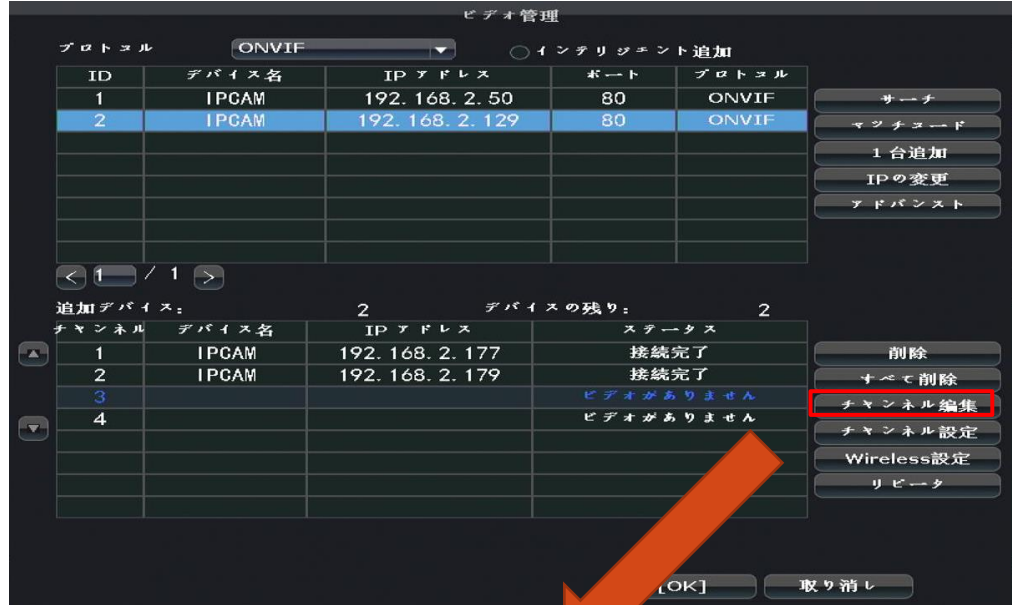 ビデオ管理
プロトコル ONVIF インテリジェント追加
ID デバイス名 IPアドレス ポート プロトコル
1 IPCAM 192.168.2.50 80 ONVIF サーチ
2 IPCAM 192.168.2.129 80 ONVIF マッチコード
1台追加
IPの変更
アドバンスト
< 1 / 1 >
追加デバイス: 2 デバイスの残り: 2
チャンネル デバイス名 IPアドレス ステータス
1 IPCAM 192.168.2.177 接続完了 削除
2 IPCAM 192.168.2.179 接続完了 すべて削除
3 ビデオがありません チャンネル編集
4 ビデオがありません チャンネル設定
Wireless設定
リピータ
[OK] 取り消し